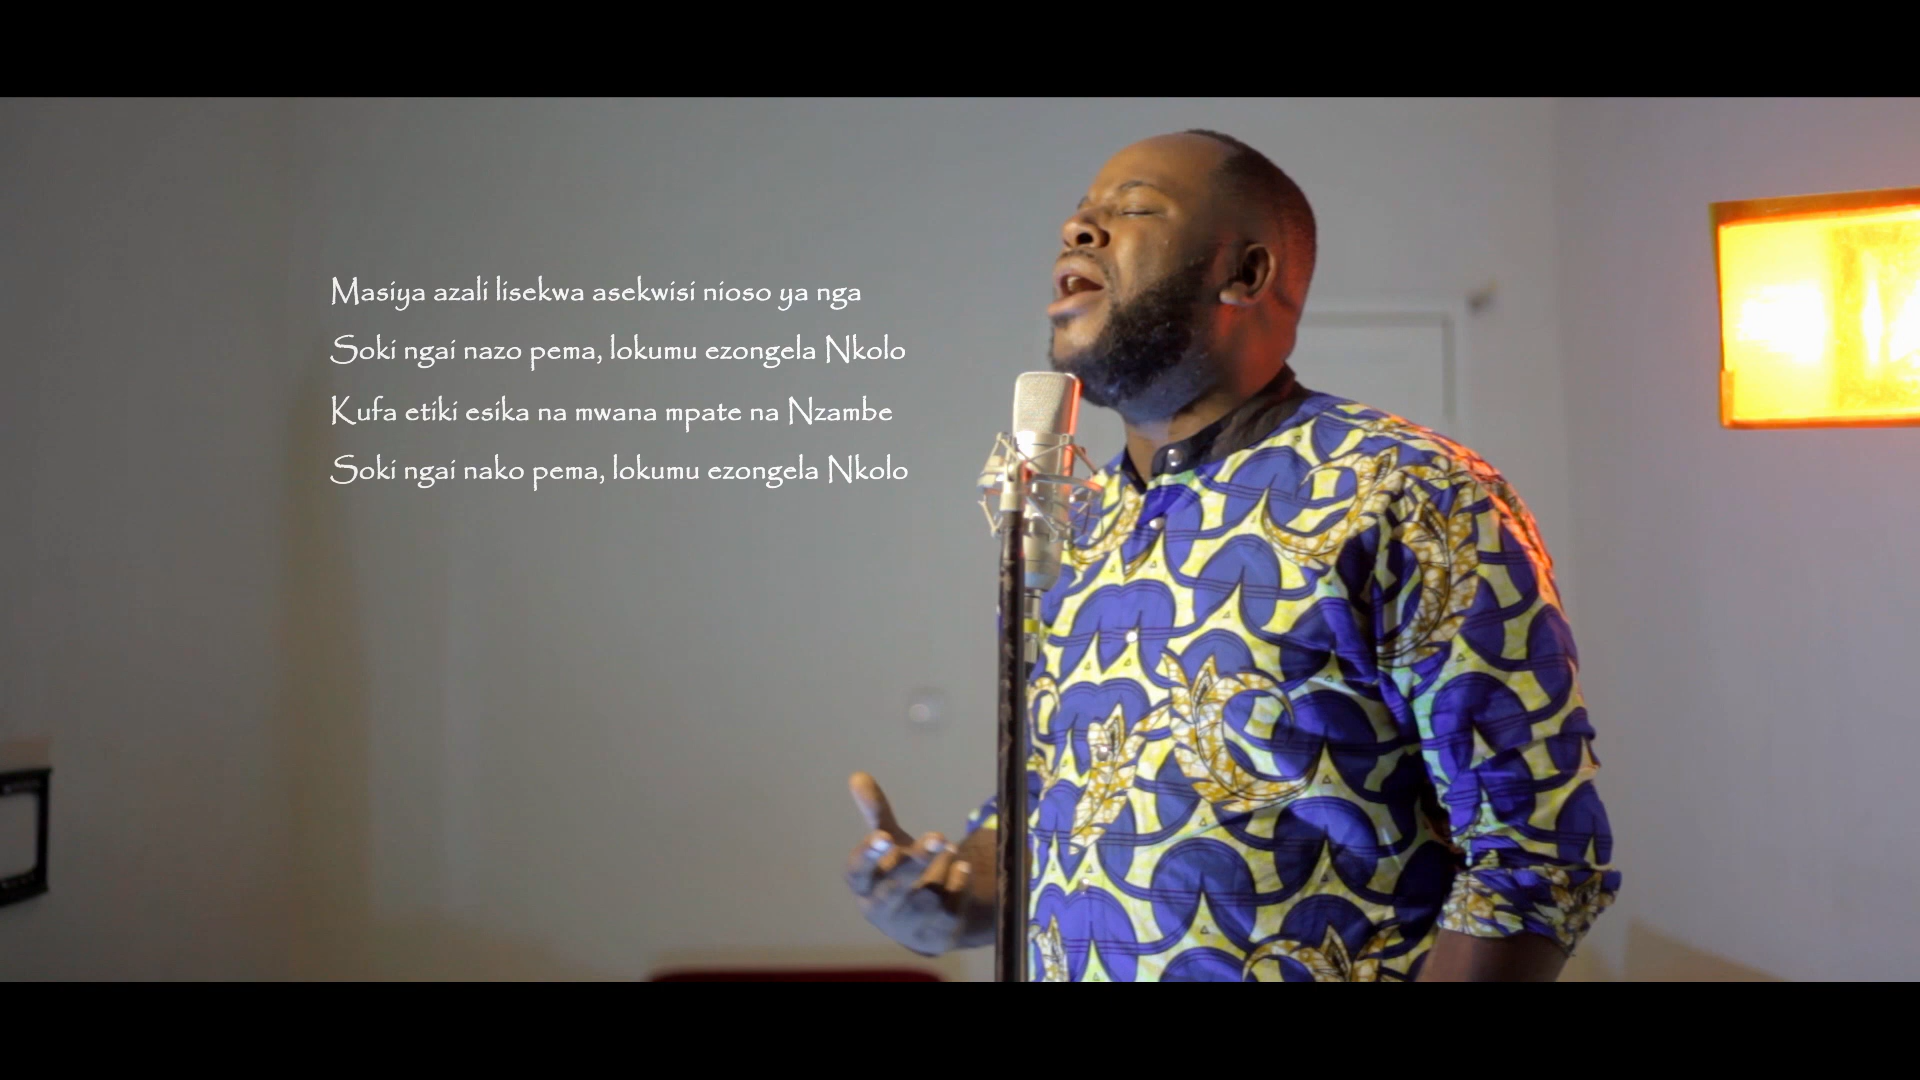 Masiya azali lisekwa asekwisi nioso ya nga
Soki ngai nazo pema, lokumu ezongela Nkolo
Kufa etiki esika na mwana mpate na Nzambe
Soki ngai nako pema, lokumu ezongela Nkolo